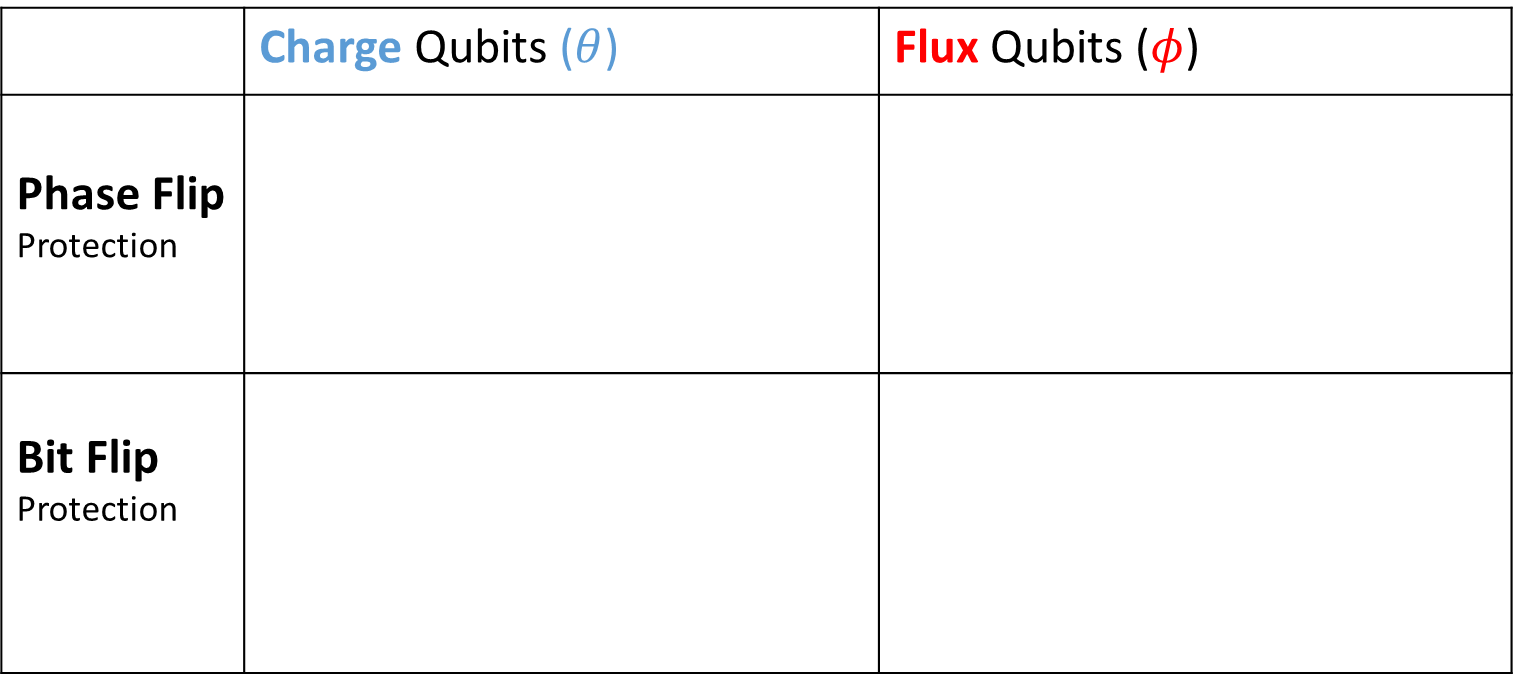 Charge Qubits (θ)
Flux Qubits (ϕ)
Phase Flip
Protection
Bit Flip
Protection